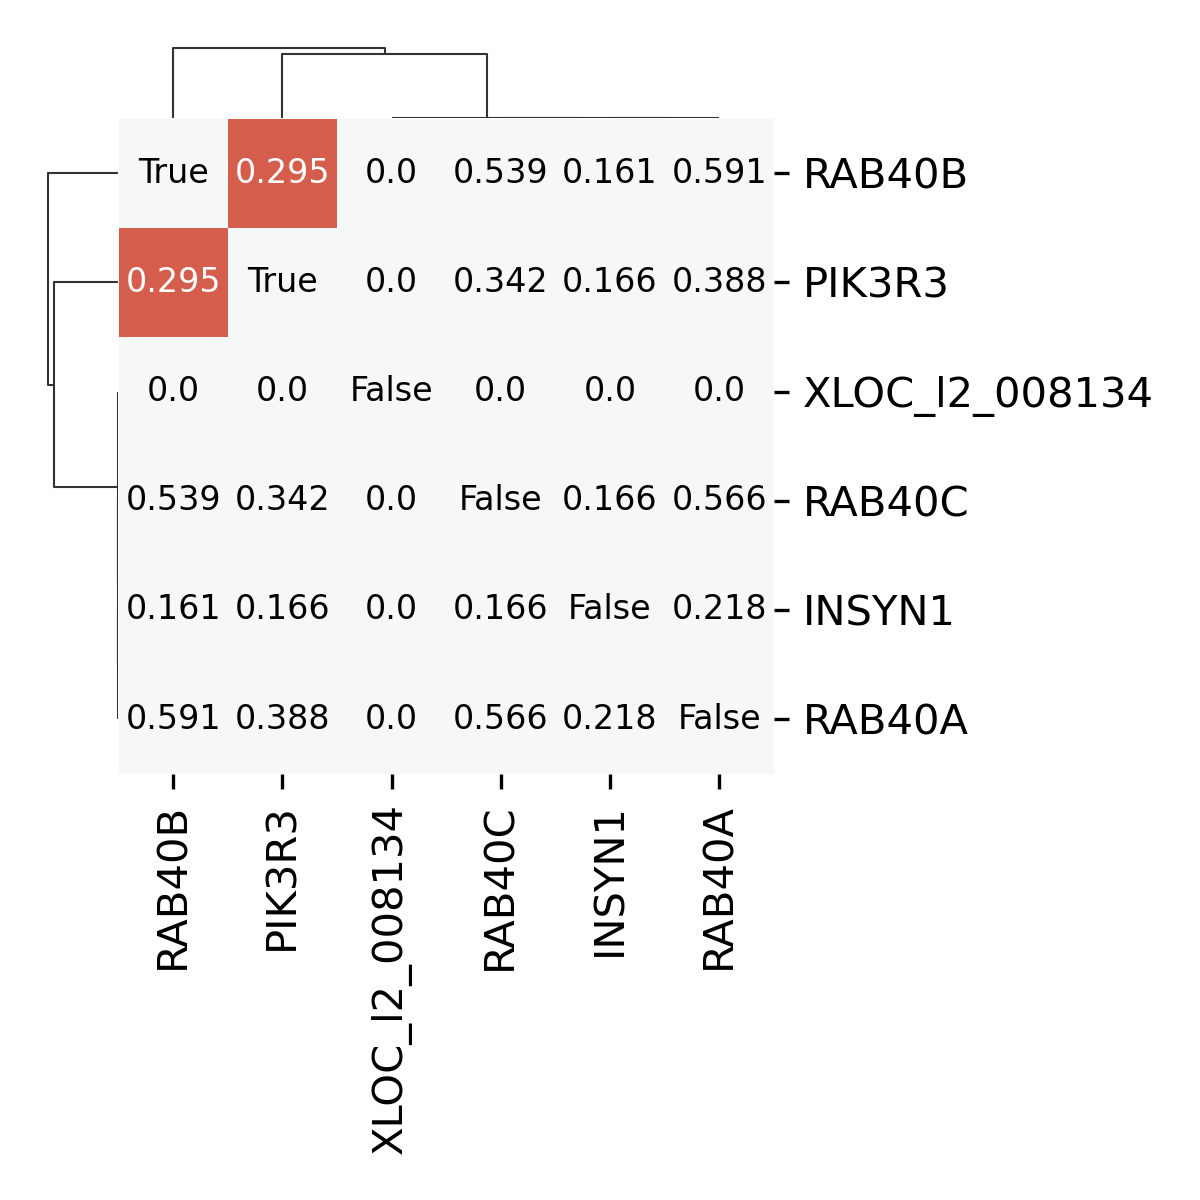 True 0.295 0.0 0.539 0.161 0.591 RAB40B
0.295 True 0.0 0.342 0.166 0.388 PIK3R3
0.0 0.0 False 0.0 0.0 0.0 XLOC_l2_008134
0.539 0.342 0.0 False 0.166 0.566 RAB40C
0.161 0.166 0.0 0.166 False 0.218 INSYN1
0.591 0.388 0.0 0.566 0.218 False RAB40A
RAB40B
PIK3R3
XLOC_l2_008134
RAB40C
INSYN1
RAB40A